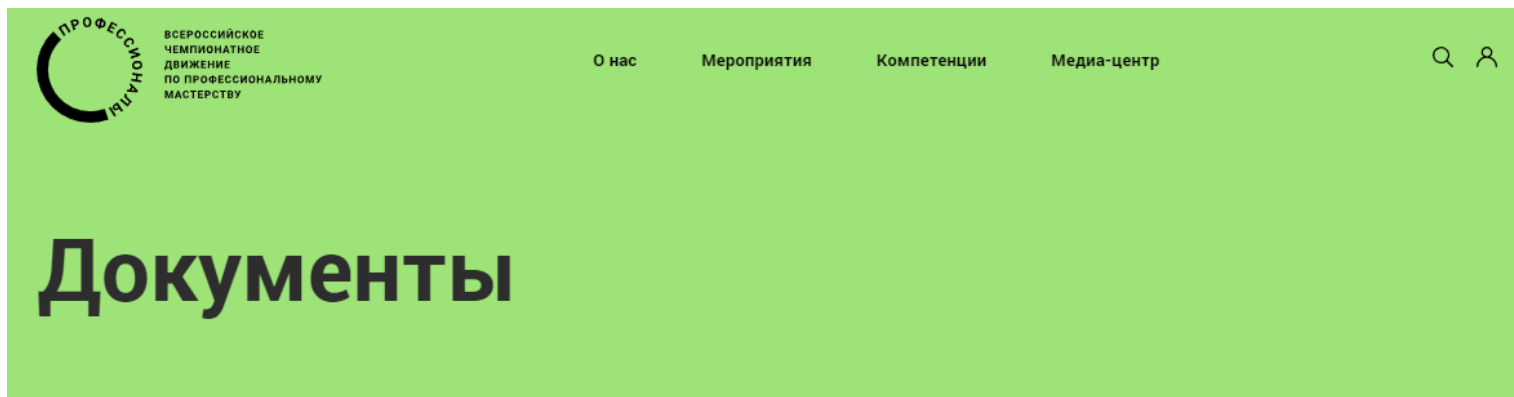 ПРОФЕССИОНАЛЫ
ВСЕРОССИЙСКОЕ
ЧЕМПИОНАТНОЕ
ДВИЖЕНИЕ
ПО ПРОФЕССИОНАЛЬНОМУ
МАСТЕРСТВУ
О нас Мероприятия Компетенции Медиа-центр
Документы